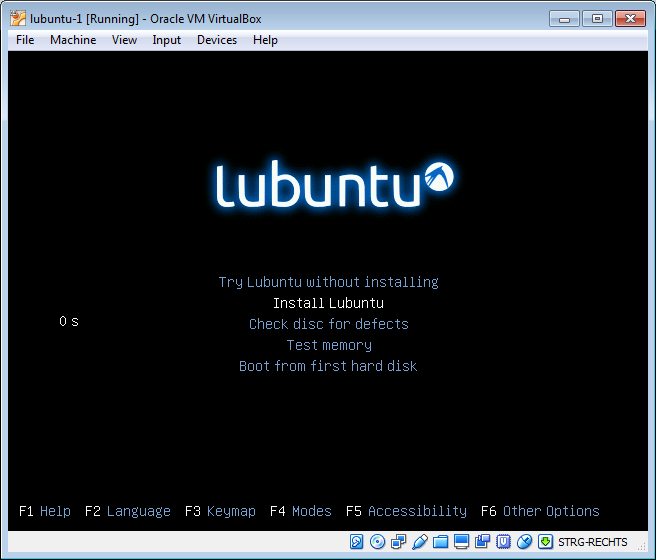 lubuntu-1 [Running] - Oracle VM VirtualBox
File Machine View Input Devices Help
lubuntu
Try Lubuntu without installing
Install Lubuntu
0 s
Check disc for defects
Test memory
Boot from first hard disk
F1 Help F2 Language F3 Keymap F4 Modes F5 Accessibility F6 Other Options
STRG-RECHTS